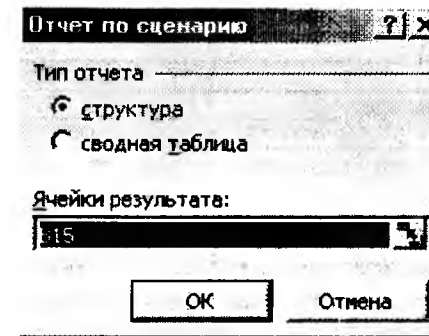 Отчет по сценарию ? X
Тип отчета
структура
сводная таблица
Ячейки результата:
OK Отмена